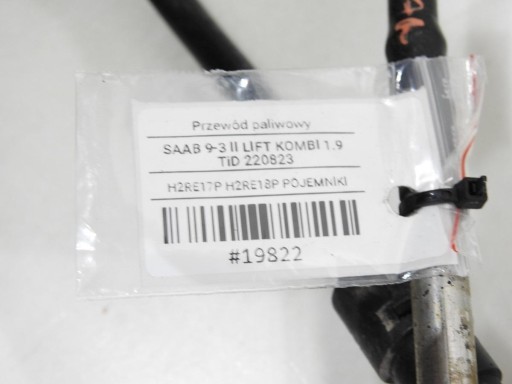 Przewód paliwowy
SAAB 9-3 II LIFT KOMBI 1.9
TiD 220823
H2RE17P H2RE18P POJEMNIKI
#19822